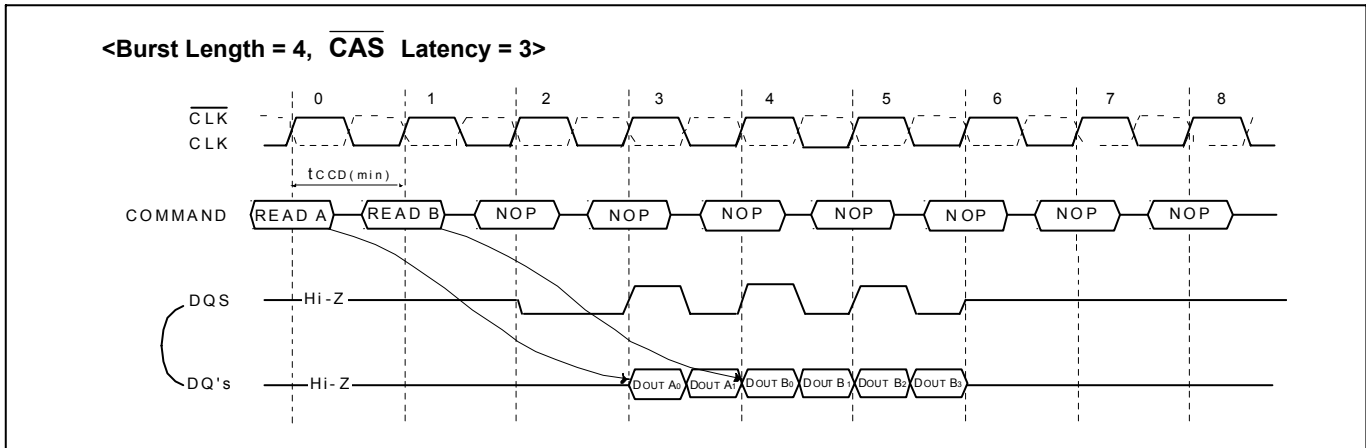 <Burst Length = 4, CAS Latency = 3>
0 1 2 3 4 5 6 7 8
CLK
CLK
tCCD(min)
COMMAND READ A READ B NOP NOP NOP NOP NOP NOP NOP
DQS Hi-Z
DQ's Hi-Z DOUT A0 DOUT A1 DOUT B0 DOUT B1 DOUT B2 DOUT B3